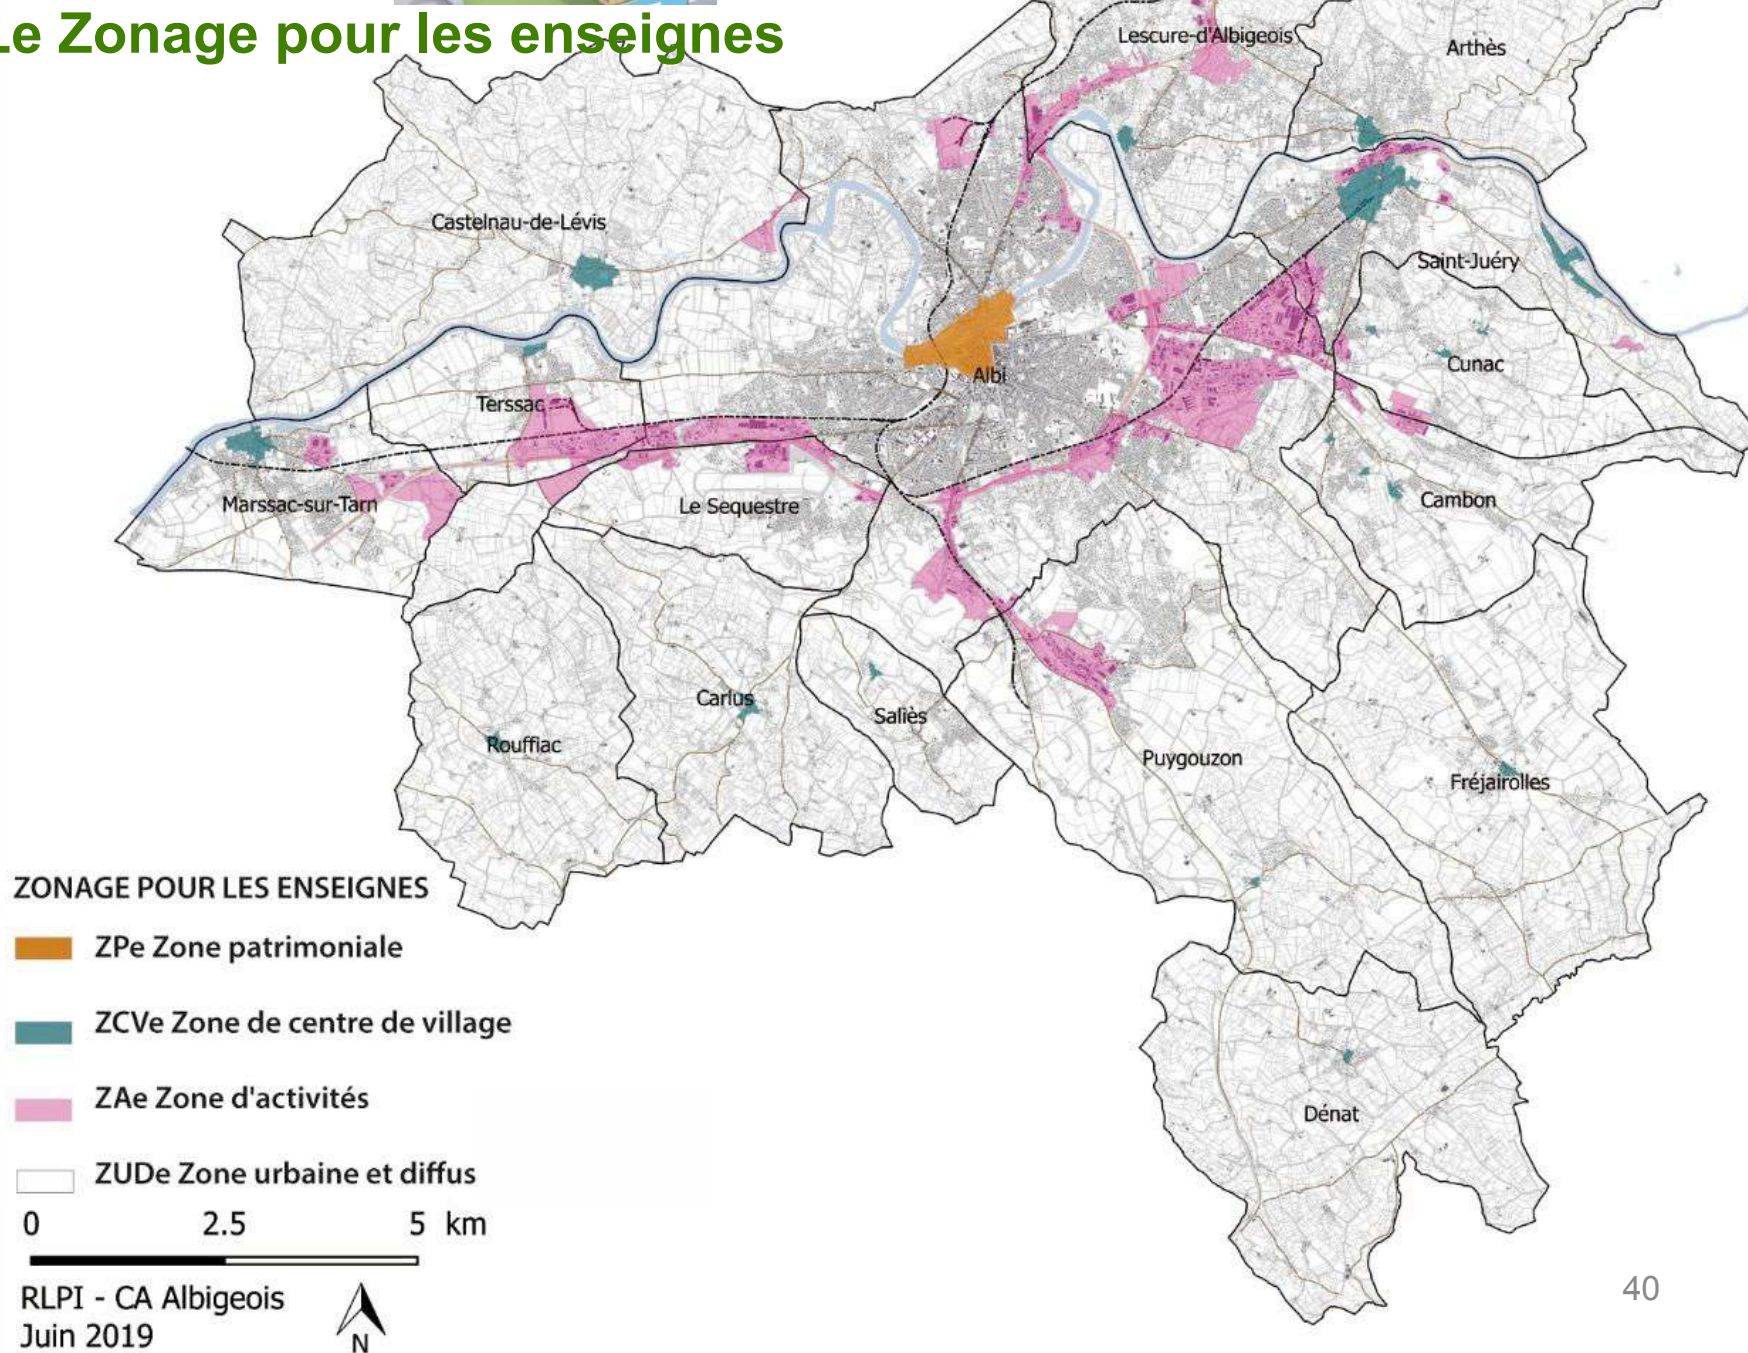 Le Zonage pour les enseignes
Lescure-d'Albigeois
Arthès
Castelnau-de-Lévis
Saint-Juéry
Cunac
Albi
Terssac
Marssac-sur-Tarn
Le Sequestre
Cambon
Carlus
Saliès
Rouffiac
Puygouzon
Fréjairolles
Dénat
ZONAGE POUR LES ENSEIGNES
ZPe Zone patrimoniale
ZCVe Zone de centre de village
ZAe Zone d'activités
ZUDe Zone urbaine et diffus
0 2.5 5 km
RLPI - CA Albigeois
Juin 2019
N
40